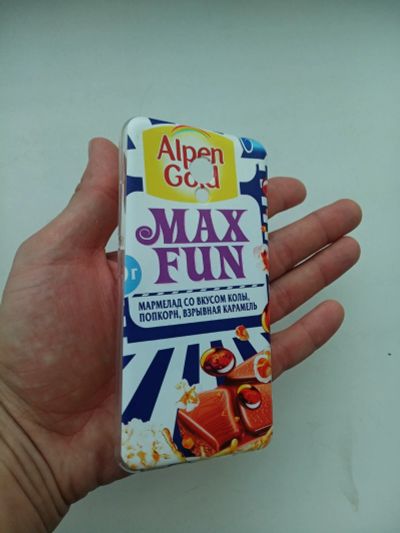 Alpen
Gold
MAX
FUN
г
МАРМЕЛАД СО ВКУСОМ КОЛЫ,
ПОПКОРН, ВЗРЫВНАЯ КАРАМЕЛЬ